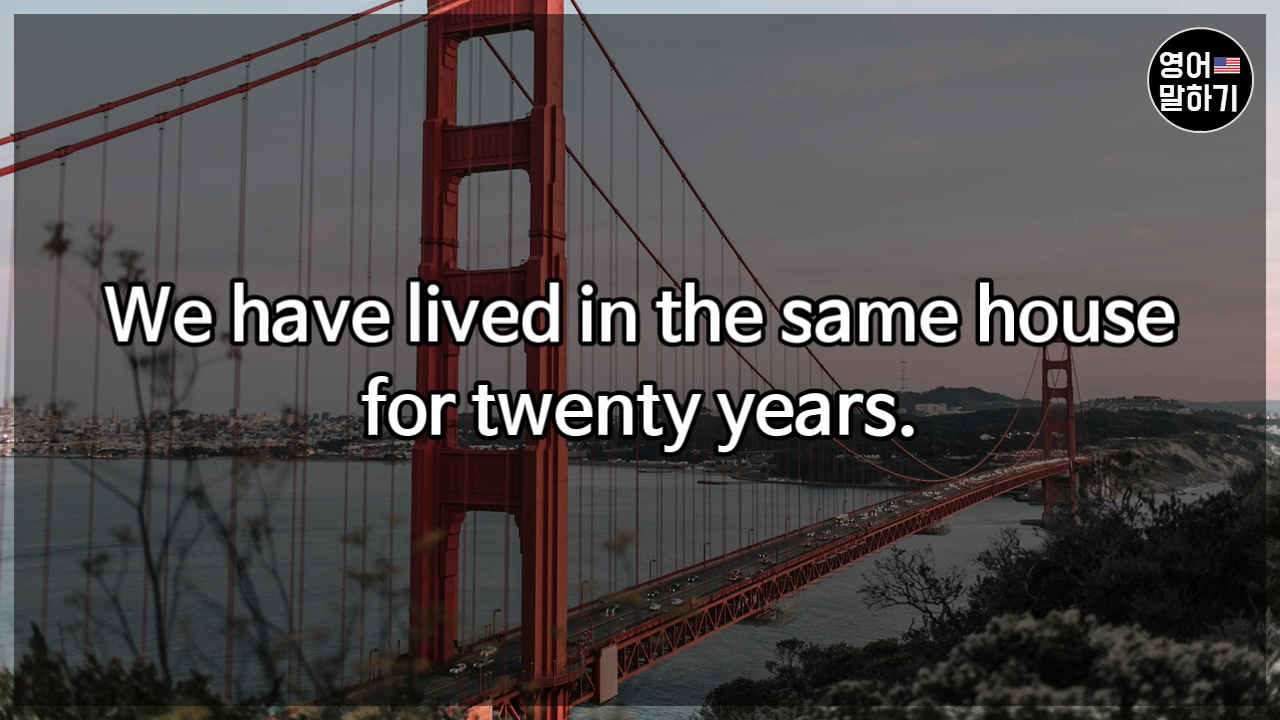 영어
말하기
We have lived in the same house
for twenty years.